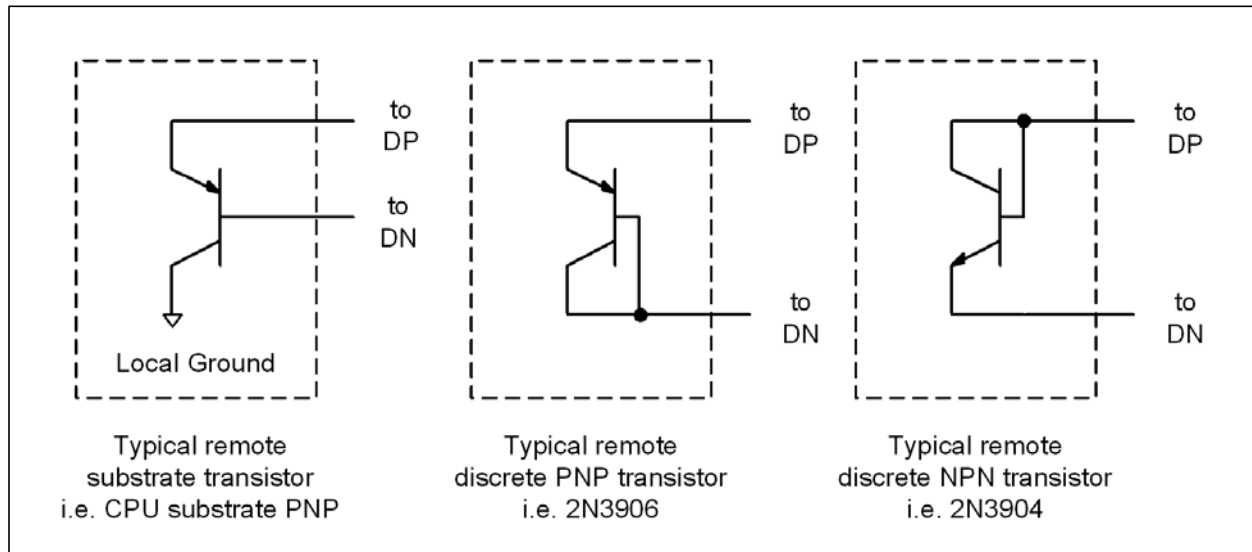 to
DP
to
DN
Local Ground
Typical remote
substrate transistor
i.e. CPU substrate PNP
to
DP
to
DN
Typical remote
discrete PNP transistor
i.e. 2N3906
to
DP
to
DN
Typical remote
discrete NPN transistor
i.e. 2N3904